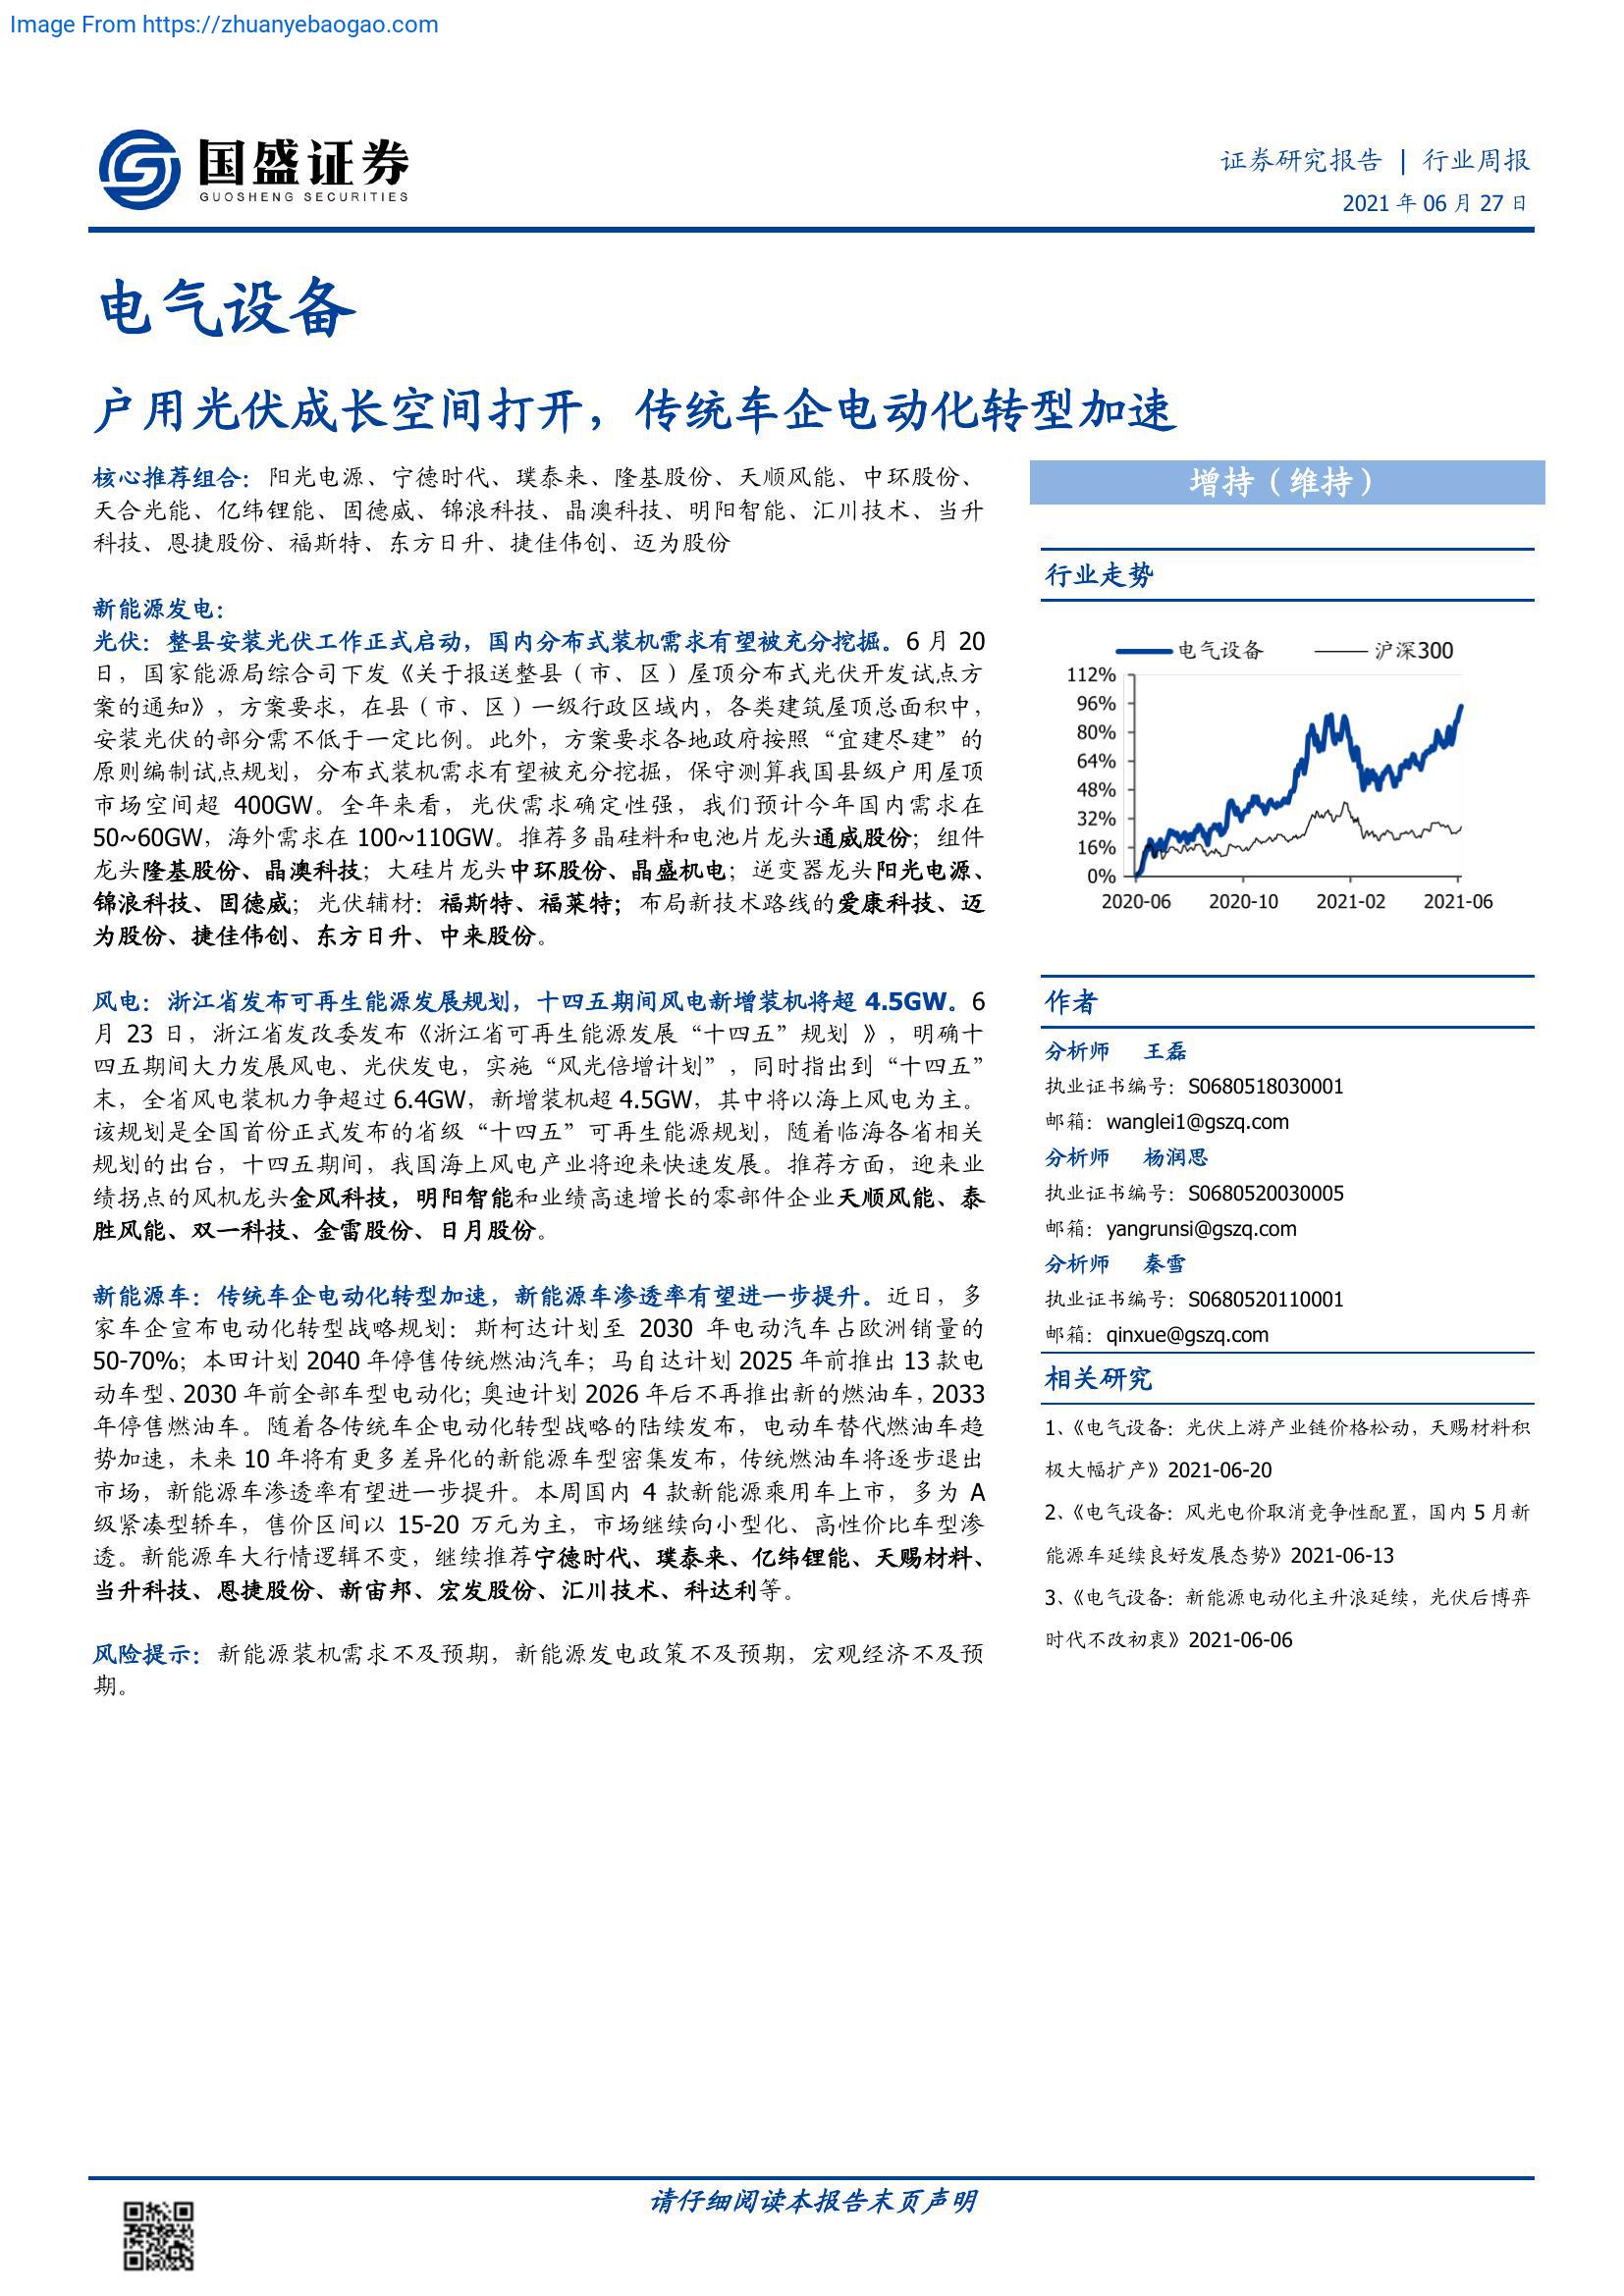 Image From https://zhuanyebaogao.com
国盛证券
GUOSHENG SECURITIES
证券研究报告 | 行业周报
2021 年 06 月 27 日
电气设备
户用光伏成长空间打开，传统车企电动化转型加速
核心推荐组合：阳光电源、宁德时代、璞泰来、隆基股份、天顺风能、中环股份、
天合光能、亿纬锂能、固德威、锦浪科技、晶澳科技、明阳智能、汇川技术、当升
科技、恩捷股份、福斯特、东方日升、捷佳伟创、迈为股份
新能源发电：
光伏：整县安装光伏工作正式启动，国内分布式装机需求有望被充分挖掘。6 月 20
日，国家能源局综合司下发《关于报送整县（市、区）屋顶分布式光伏开发试点方
案的通知》，方案要求，在县（市、区）一级行政区域内，各类建筑屋顶总面积中，
安装光伏的部分需不低于一定比例。此外，方案要求各地政府按照“宜建尽建”的
原则编制试点规划，分布式装机需求有望被充分挖掘，保守测算我国县级户用屋顶
市场空间超 400GW。全年来看，光伏需求确定性强，我们预计今年国内需求在
50~60GW，海外需求在 100~110GW。推荐多晶硅料和电池片龙头通威股份；组件
龙头隆基股份、晶澳科技；大硅片龙头中环股份、晶盛机电；逆变器龙头阳光电源、
锦浪科技、固德威；光伏辅材：福斯特、福莱特；布局新技术路线的爱康科技、迈
为股份、捷佳伟创、东方日升、中来股份。
风电：浙江省发布可再生能源发展规划，十四五期间风电新增装机将超 4.5GW。6
月 23 日，浙江省发改委发布《浙江省可再生能源发展“十四五”规划 》，明确十
四五期间大力发展风电、光伏发电，实施“风光倍增计划”，同时指出到“十四五”
末，全省风电装机力争超过 6.4GW，新增装机超 4.5GW，其中将以海上风电为主。
该规划是全国首份正式发布的省级“十四五”可再生能源规划，随着临海各省相关
规划的出台，十四五期间，我国海上风电产业将迎来快速发展。推荐方面，迎来业
绩拐点的风机龙头金风科技，明阳智能和业绩高速增长的零部件企业天顺风能、泰
胜风能、双一科技、金雷股份、日月股份。
新能源车：传统车企电动化转型加速，新能源车渗透率有望进一步提升。近日，多
家车企宣布电动化转型战略规划：斯柯达计划至 2030 年电动汽车占欧洲销量的
50-70%；本田计划 2040 年停售传统燃油汽车；马自达计划 2025 年前推出 13 款电
动车型、2030 年前全部车型电动化；奥迪计划 2026 年后不再推出新的燃油车，2033
年停售燃油车。随着各传统车企电动化转型战略的陆续发布，电动车替代燃油车趋
势加速，未来 10 年将有更多差异化的新能源车型密集发布，传统燃油车将逐步退出
市场，新能源车渗透率有望进一步提升。本周国内 4 款新能源乘用车上市，多为 A
级紧凑型轿车，售价区间以 15-20 万元为主，市场继续向小型化、高性价比车型渗
透。新能源车大行情逻辑不变，继续推荐宁德时代、璞泰来、亿纬锂能、天赐材料、
当升科技、恩捷股份、新宙邦、宏发股份、汇川技术、科达利等。
风险提示：新能源装机需求不及预期，新能源发电政策不及预期，宏观经济不及预
期。
增持（维持）
行业走势
电气设备 沪深300
112%
96%
80%
64%
48%
32%
16%
0%
2020-06 2020-10 2021-02 2021-06
作者
分析师 王磊
执业证书编号：S0680518030001
邮箱：wanglei1@gszq.com
分析师 杨润思
执业证书编号：S0680520030005
邮箱：yangrunsi@gszq.com
分析师 秦雪
执业证书编号：S0680520110001
邮箱：qinxue@gszq.com
相关研究
1、《电气设备：光伏上游产业链价格松动，天赐材料积
极大幅扩产》2021-06-20
2、《电气设备：风光电价取消竞争性配置，国内 5 月新
能源车延续良好发展态势》2021-06-13
3、《电气设备：新能源电动化主升浪延续，光伏后博弈
时代不改初衷》2021-06-06
请仔细阅读本报告末页声明